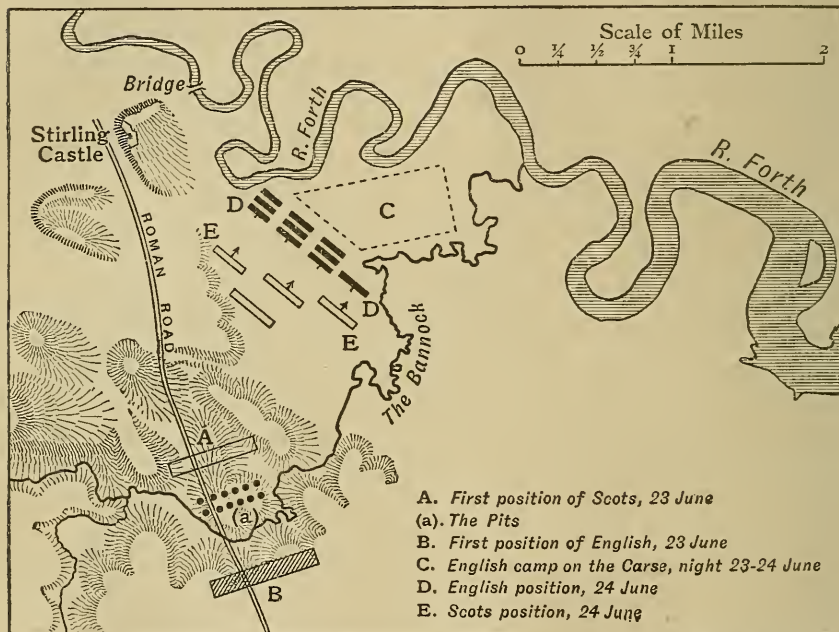 Scale of Miles
0 ¼ ½ ¾ 1 2
Bridge
Stirling
Castle
R. Forth
R. Forth
ROMAN ROAD
D
C
E
D
E
The Bannock
A
(a)
B
A. First position of Scots, 23 June
(a). The Pits
B. First position of English, 23 June
C. English camp on the Carse, night 23-24 June
D. English position, 24 June
E. Scots position, 24 June